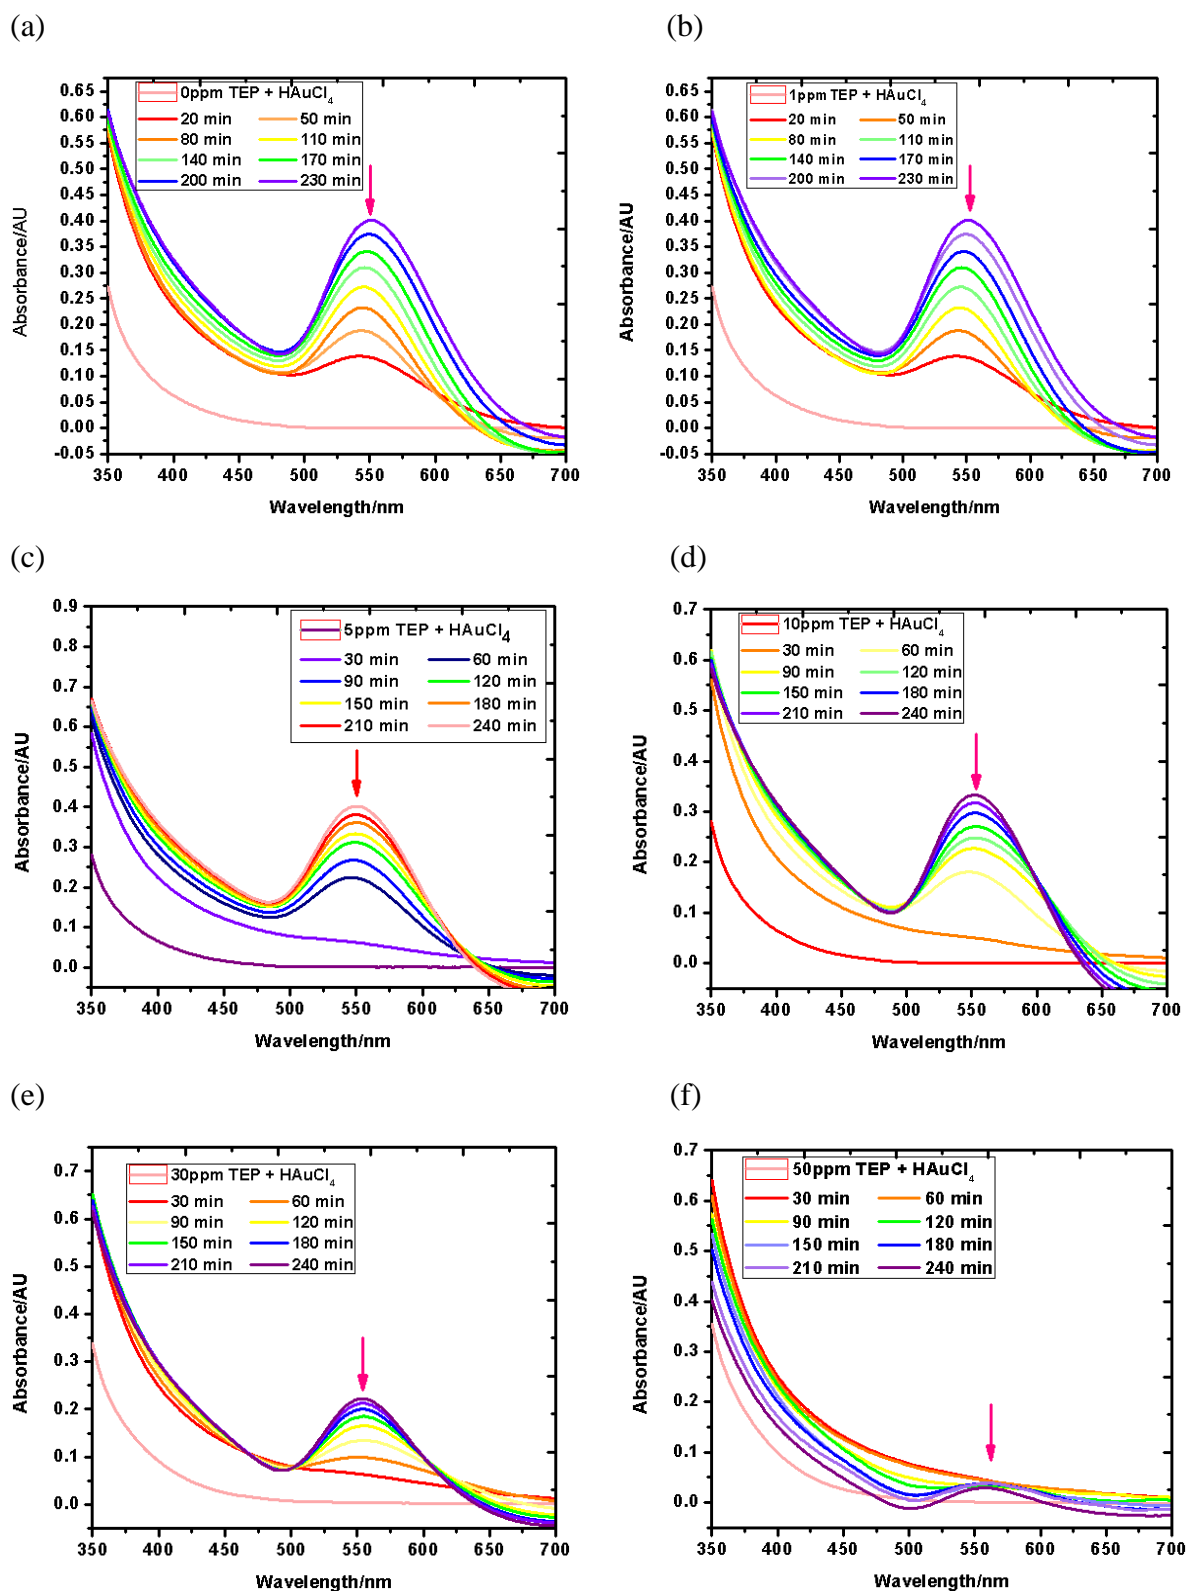 (a)
0ppm TEP + HAuCl4
20 min 50 min
80 min 110 min
140 min 170 min
200 min 230 min
0.65
0.60
0.55
0.50
0.45
0.40
0.35
0.30
0.25
0.20
0.15
0.10
0.05
0.00
-0.05
Absorbance/AU
350 400 450 500 550 600 650 700
Wavelength/nm
(b)
1ppm TEP + HAuCl4
20 min 50 min
80 min 110 min
140 min 170 min
200 min 230 min
0.65
0.60
0.55
0.50
0.45
0.40
0.35
0.30
0.25
0.20
0.15
0.10
0.05
0.00
-0.05
Absorbance/AU
350 400 450 500 550 600 650 700
Wavelength/nm
(c)
5ppm TEP + HAuCl4
30 min 60 min
90 min 120 min
150 min 180 min
210 min 240 min
0.9
0.8
0.7
0.6
0.5
0.4
0.3
0.2
0.1
0.0
Absorbance/AU
350 400 450 500 550 600 650 700
Wavelength/nm
(d)
10ppm TEP + HAuCl4
30 min 60 min
90 min 120 min
150 min 180 min
210 min 240 min
0.7
0.6
0.5
0.4
0.3
0.2
0.1
0.0
Absorbance/AU
350 400 450 500 550 600 650 700
Wavelength/nm
(e)
30ppm TEP + HAuCl4
30 min 60 min
90 min 120 min
150 min 180 min
210 min 240 min
0.7
0.6
0.5
0.4
0.3
0.2
0.1
0.0
Absorbance/AU
350 400 450 500 550 600 650 700
Wavelength/nm
(f)
50ppm TEP + HAuCl4
30 min 60 min
90 min 120 min
150 min 180 min
210 min 240 min
0.7
0.6
0.5
0.4
0.3
0.2
0.1
0.0
Absorbance/AU
350 400 450 500 550 600 650 700
Wavelength/nm